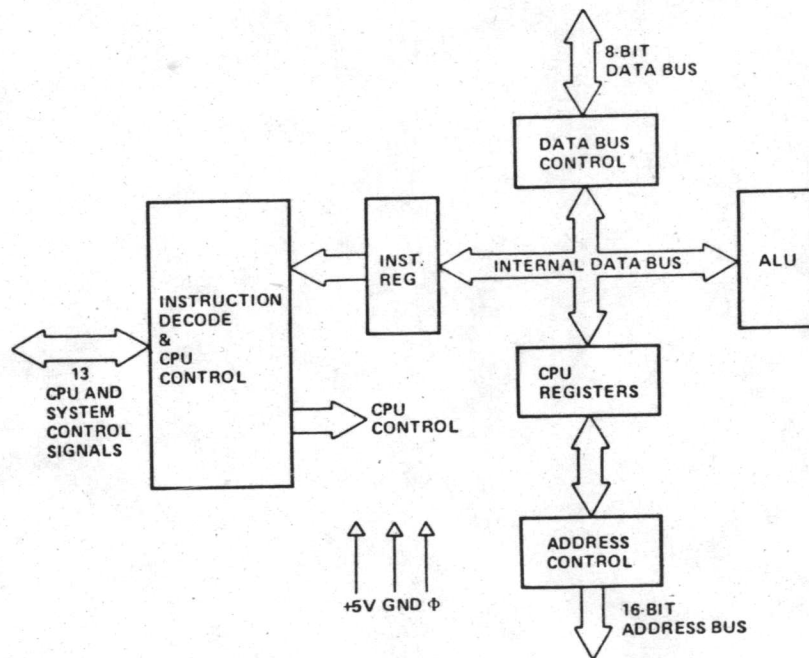 8-BIT
DATA BUS
DATA BUS
CONTROL
INST.
REG
INTERNAL DATA BUS
ALU
INSTRUCTION
DECODE
&
CPU
CONTROL
13
CPU AND
SYSTEM
CONTROL
SIGNALS
CPU
CONTROL
CPU
REGISTERS
ADDRESS
CONTROL
+5V GND Φ
16-BIT
ADDRESS BUS